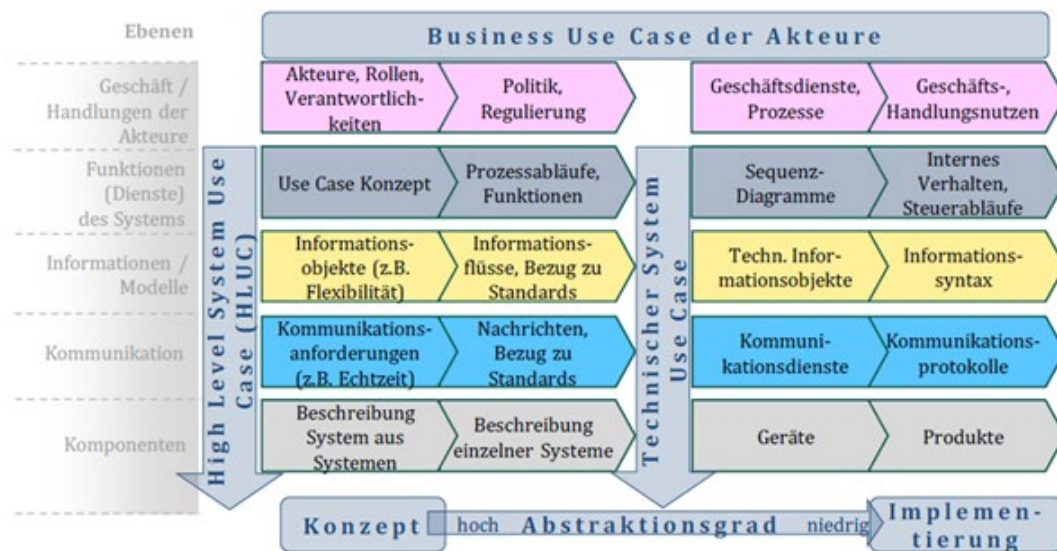 Ebenen
Business Use Case der Akteure
Geschäft /
Handlungen der
Akteure
Akteure, Rollen,
Verantwortlich-
keiten
Politik,
Regulierung
Geschäftsdienste,
Prozesse
Geschäfts-,
Handlungsnutzen
Funktionen
(Dienste)
des Systems
High Level System Use
Case (HLUC)
Use Case Konzept
Prozessabläufe,
Funktionen
Technischer System
Use Case
Sequenz-
Diagramme
Internes
Verhalten,
Steuerabläufe
Informationen /
Modelle
Informations-
objekte (z.B.
Flexibilität)
Informations-
flüsse, Bezug zu
Standards
Techn. Infor-
mationsobjekte
Informations-
syntax
Kommunikation
Kommunikations-
anforderungen
(z.B. Echtzeit)
Nachrichten,
Bezug zu
Standards
Kommuni-
kationsdienste
Kommunikations-
protokolle
Komponenten
Beschreibung
System aus
Systemen
Beschreibung
einzelner Systeme
Geräte
Produkte
Konzept
hoch
Abstraktionsgrad
niedrig
Implemen-
tierung